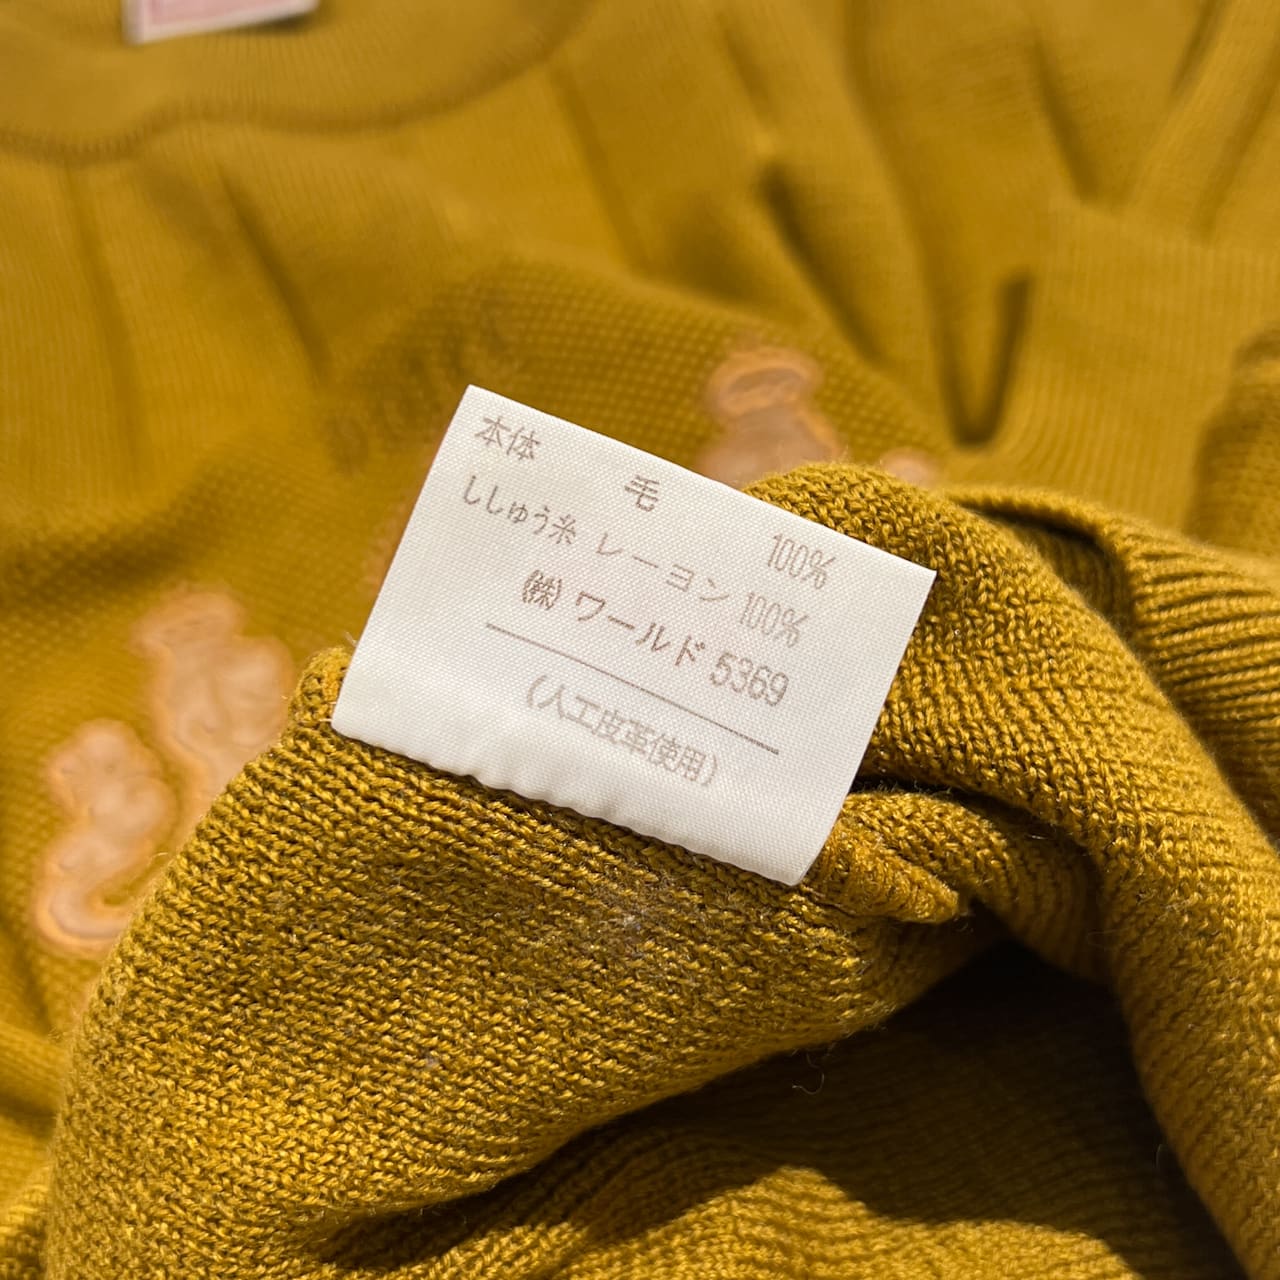 本体 毛 100%
ししゅう糸 レーヨン 100%
㈱ ワールド 5369
(人工皮革使用)